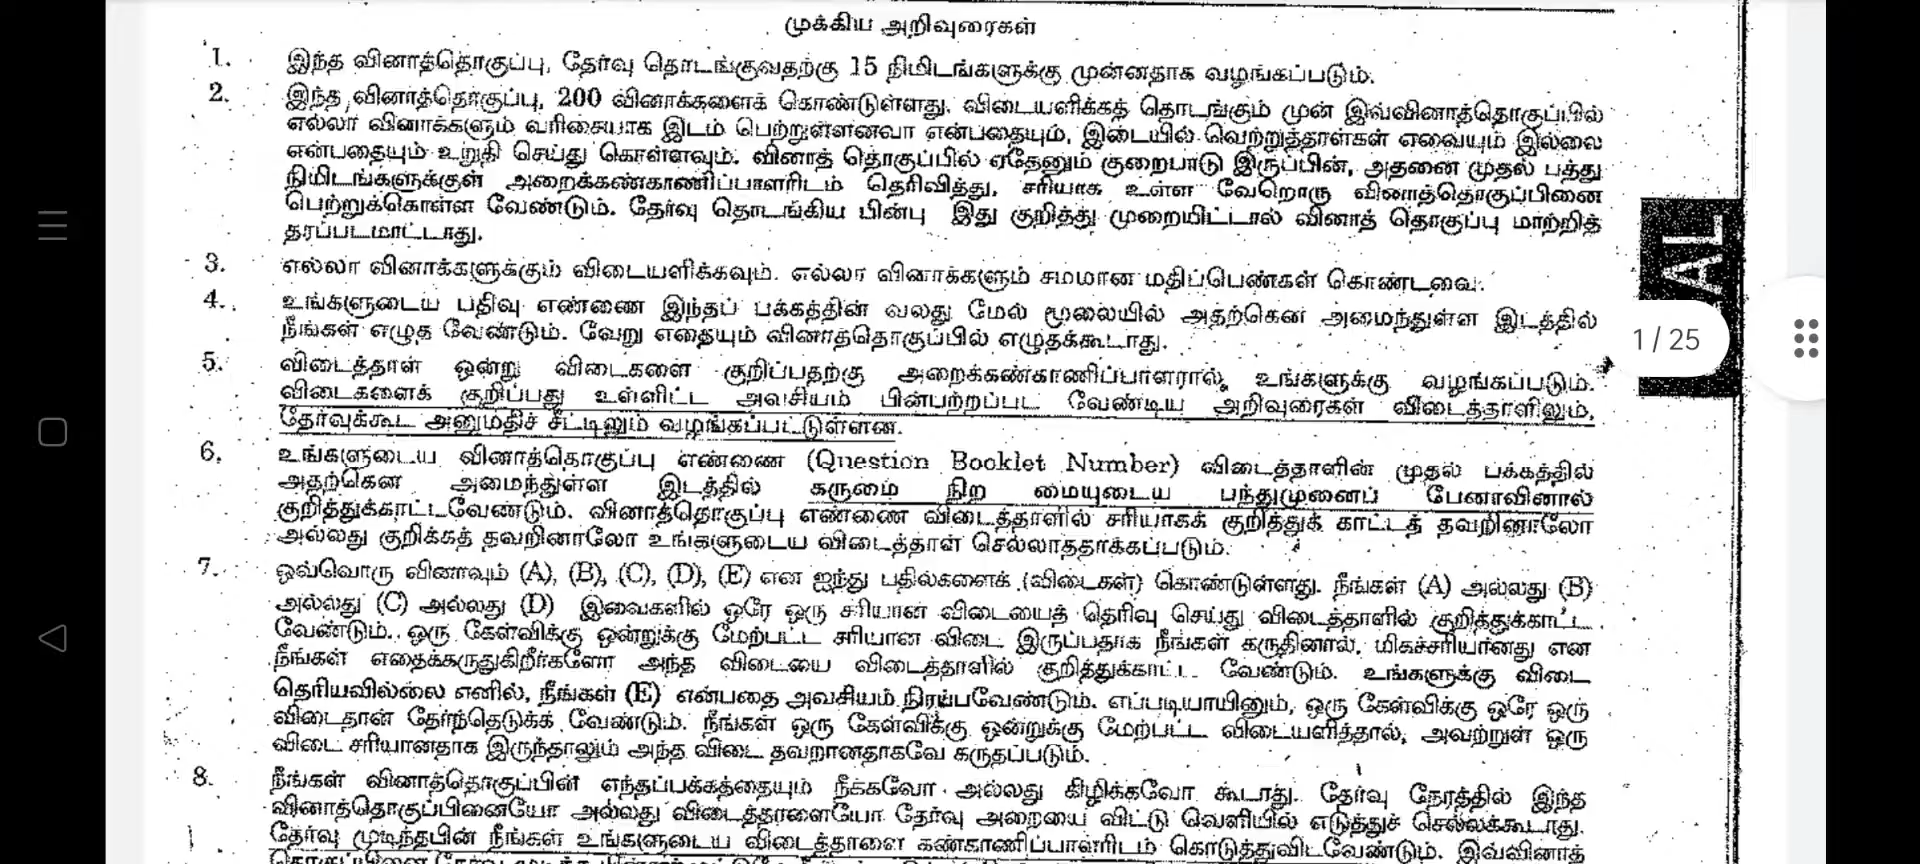 முக்கிய அறிவுரைகள்
1. இந்த வினாத்தொகுப்பு, தேர்வு தொடங்குவதற்கு 15 நிமிடங்களுக்கு முன்னதாக வழங்கப்படும்.
2. இந்த வினாத்தொகுப்பு, 200 வினாக்களைக் கொண்டுள்ளது. விடையளிக்கத் தொடங்கும் முன் இவ்வினாத்தொகுப்பில்
எல்லா வினாக்களும் வரிசையாக இடம் பெற்றுள்ளனவா என்பதையும், இடையில் வெற்றுத்தாள்கள் எவையும் இல்லை
என்பதையும் உறுதி செய்து கொள்ளவும். வினாத் தொகுப்பில் ஏதேனும் குறைபாடு இருப்பின், அதனை முதல் பத்து
நிமிடங்களுக்குள் அறைக்கண்காணிப்பாளரிடம் தெரிவித்து, சரியாக உள்ள வேறொரு வினாத்தொகுப்பினை
பெற்றுக்கொள்ள வேண்டும். தேர்வு தொடங்கிய பின்பு இது குறித்து முறையிட்டால் வினாத் தொகுப்பு மாற்றித்
தரப்படமாட்டாது.
3. எல்லா வினாக்களுக்கும் விடையளிக்கவும். எல்லா வினாக்களும் சமமான மதிப்பெண்கள் கொண்டவை.
4. உங்களுடைய பதிவு எண்ணை இந்தப் பக்கத்தின் வலது மேல் மூலையில் அதற்கென அமைந்துள்ள இடத்தில்
நீங்கள் எழுத வேண்டும். வேறு எதையும் வினாத்தொகுப்பில் எழுதக்கூடாது.
AL
1 / 25
5. விடைத்தாள் ஒன்று விடைகளை குறிப்பதற்கு அறைக்கண்காணிப்பாளரால் உங்களுக்கு வழங்கப்படும்.
விடைகளைக் குறிப்பது உள்ளிட்ட அவசியம் பின்பற்றப்பட வேண்டிய அறிவுரைகள் விடைத்தாளிலும்,
தேர்வுக்கூட அனுமதிச் சீட்டிலும் வழங்கப்பட்டுள்ளன.
6. உங்களுடைய வினாத்தொகுப்பு எண்ணை (Question Booklet Number) விடைத்தாளின் முதல் பக்கத்தில்
அதற்கென அமைந்துள்ள இடத்தில் கருமை நிற மையுடைய பந்துமுனைப் பேனாவினால்
குறித்துக்காட்டவேண்டும். வினாத்தொகுப்பு எண்ணை விடைத்தாளில் சரியாகக் குறித்துக் காட்டத் தவறினாலோ
அல்லது குறிக்கத் தவறினாலோ உங்களுடைய விடைத்தாள் செல்லாததாக்கப்படும்.
7. ஒவ்வொரு வினாவும் (A), (B), (C), (D), (E) என ஐந்து பதில்களைக் (விடைகள்) கொண்டுள்ளது. நீங்கள் (A) அல்லது (B)
அல்லது (C) அல்லது (D) இவைகளில் ஒரே ஒரு சரியான விடையைத் தெரிவு செய்து விடைத்தாளில் குறித்துக்காட்ட
வேண்டும். ஒரு கேள்விக்கு ஒன்றுக்கு மேற்பட்ட சரியான விடை இருப்பதாக நீங்கள் கருதினால், மிகச்சரியானது என
நீங்கள் எதைக்கருதுகிறீர்களோ அந்த விடையை விடைத்தாளில் குறித்துக்காட்ட வேண்டும். உங்களுக்கு விடை
தெரியவில்லை எனில், நீங்கள் (E) என்பதை அவசியம் நிரப்பவேண்டும். எப்படியாயினும், ஒரு கேள்விக்கு ஒரே ஒரு
விடைதான் தேர்ந்தெடுக்க வேண்டும். நீங்கள் ஒரு கேள்விக்கு ஒன்றுக்கு மேற்பட்ட விடையளித்தால், அவற்றுள் ஒரு
விடை சரியானதாக இருந்தாலும் அந்த விடை தவறானதாகவே கருதப்படும்.
8. நீங்கள் வினாத்தொகுப்பின் எந்தப்பக்கத்தையும் நீக்கவோ அல்லது கிழிக்கவோ கூடாது. தேர்வு நேரத்தில் இந்த
வினாத்தொகுப்பினையோ அல்லது விடைத்தாளையோ தேர்வு அறையை விட்டு வெளியில் எடுத்துச் செல்லக்கூடாது.
தேர்வு முடிந்தபின் நீங்கள் உங்களுடைய விடைத்தாளை கண்காணிப்பாளரிடம் கொடுத்துவிடவேண்டும். இவ்வினாத்